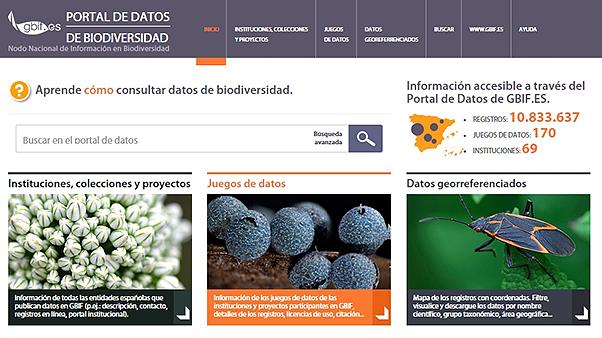 gbif.es
PORTAL DE DATOS
DE BIODIVERSIDAD
Nodo Nacional de Información en Biodiversidad
INICIO
INSTITUCIONES, COLECCIONES
Y PROYECTOS
JUEGOS
DE DATOS
DATOS
GEORREFERENCIADOS
BUSCAR
WWW.GBIF.ES
AYUDA
? Aprende cómo consultar datos de biodiversidad.
Buscar en el portal de datos
Búsqueda
avanzada
Información accesible a través del
Portal de Datos de GBIF.ES.
• REGISTROS: 10.833.637
• JUEGOS DE DATOS: 170
• INSTITUCIONES: 69
Instituciones, colecciones y proyectos
Información de todas las entidades españolas que
publican datos en GBIF (p.ej.: descripción, contacto,
registros en línea, portal institucional).
Juegos de datos
Información de los juegos de datos de las
instituciones y proyectos participantes en GBIF,
detalles de los registros, licencias de uso, citación...
Datos georreferenciados
Mapa de los registros con coordenadas. Filtre,
visualice y descargue los datos por nombre
científico, grupo taxonómico, área geográfica...